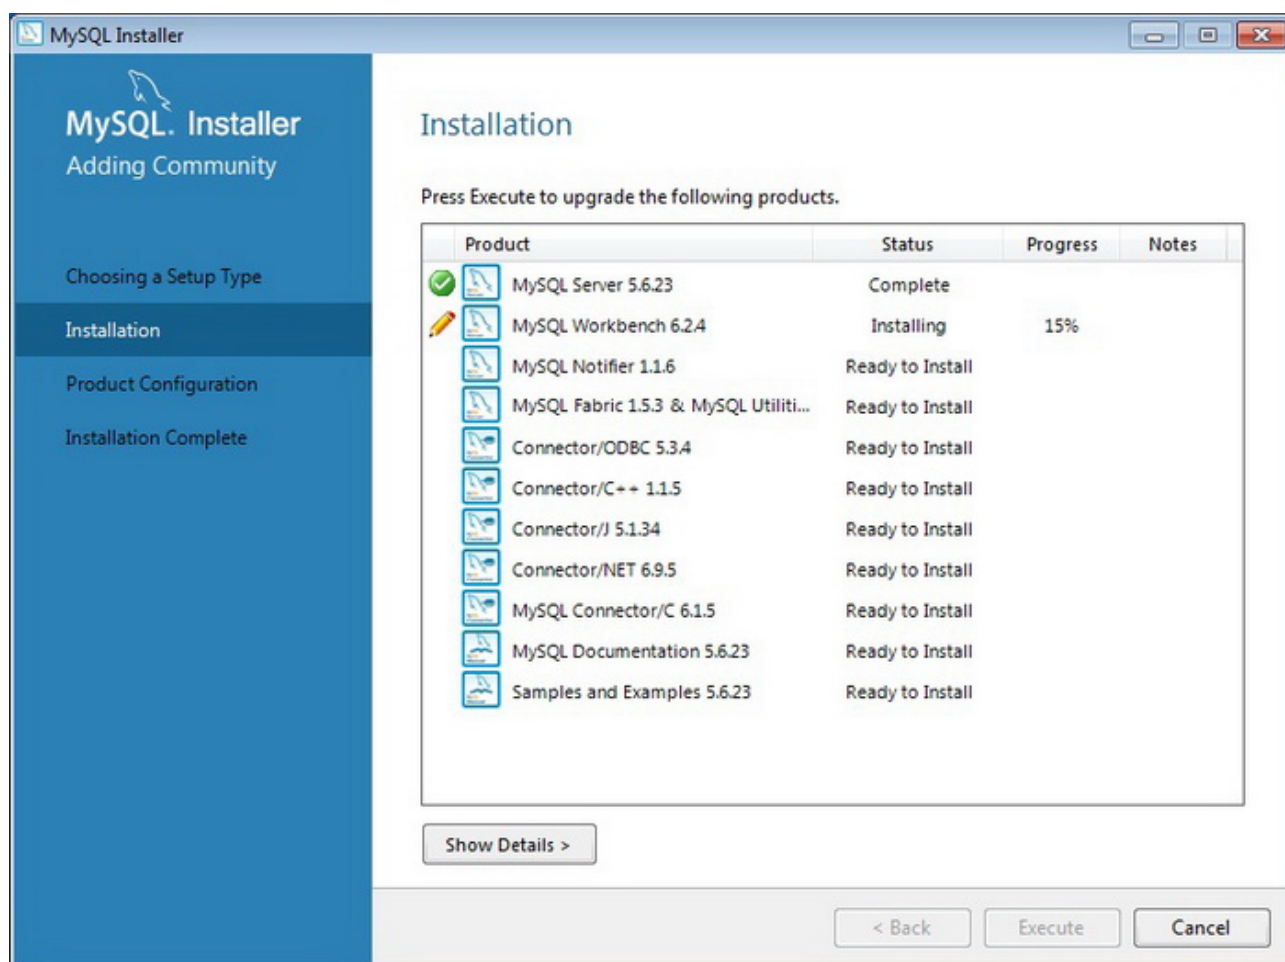 MySQL Installer
MySQL. Installer
Adding Community
Choosing a Setup Type
Installation
Product Configuration
Installation Complete
Installation
Press Execute to upgrade the following products.
Product Status Progress Notes
MySQL Server 5.6.23 Complete
MySQL Workbench 6.2.4 Installing 15%
MySQL Notifier 1.1.6 Ready to Install
MySQL Fabric 1.5.3 & MySQL Utiliti... Ready to Install
Connector/ODBC 5.3.4 Ready to Install
Connector/C++ 1.1.5 Ready to Install
Connector/J 5.1.34 Ready to Install
Connector/NET 6.9.5 Ready to Install
MySQL Connector/C 6.1.5 Ready to Install
MySQL Documentation 5.6.23 Ready to Install
Samples and Examples 5.6.23 Ready to Install
Show Details >
< Back Execute Cancel